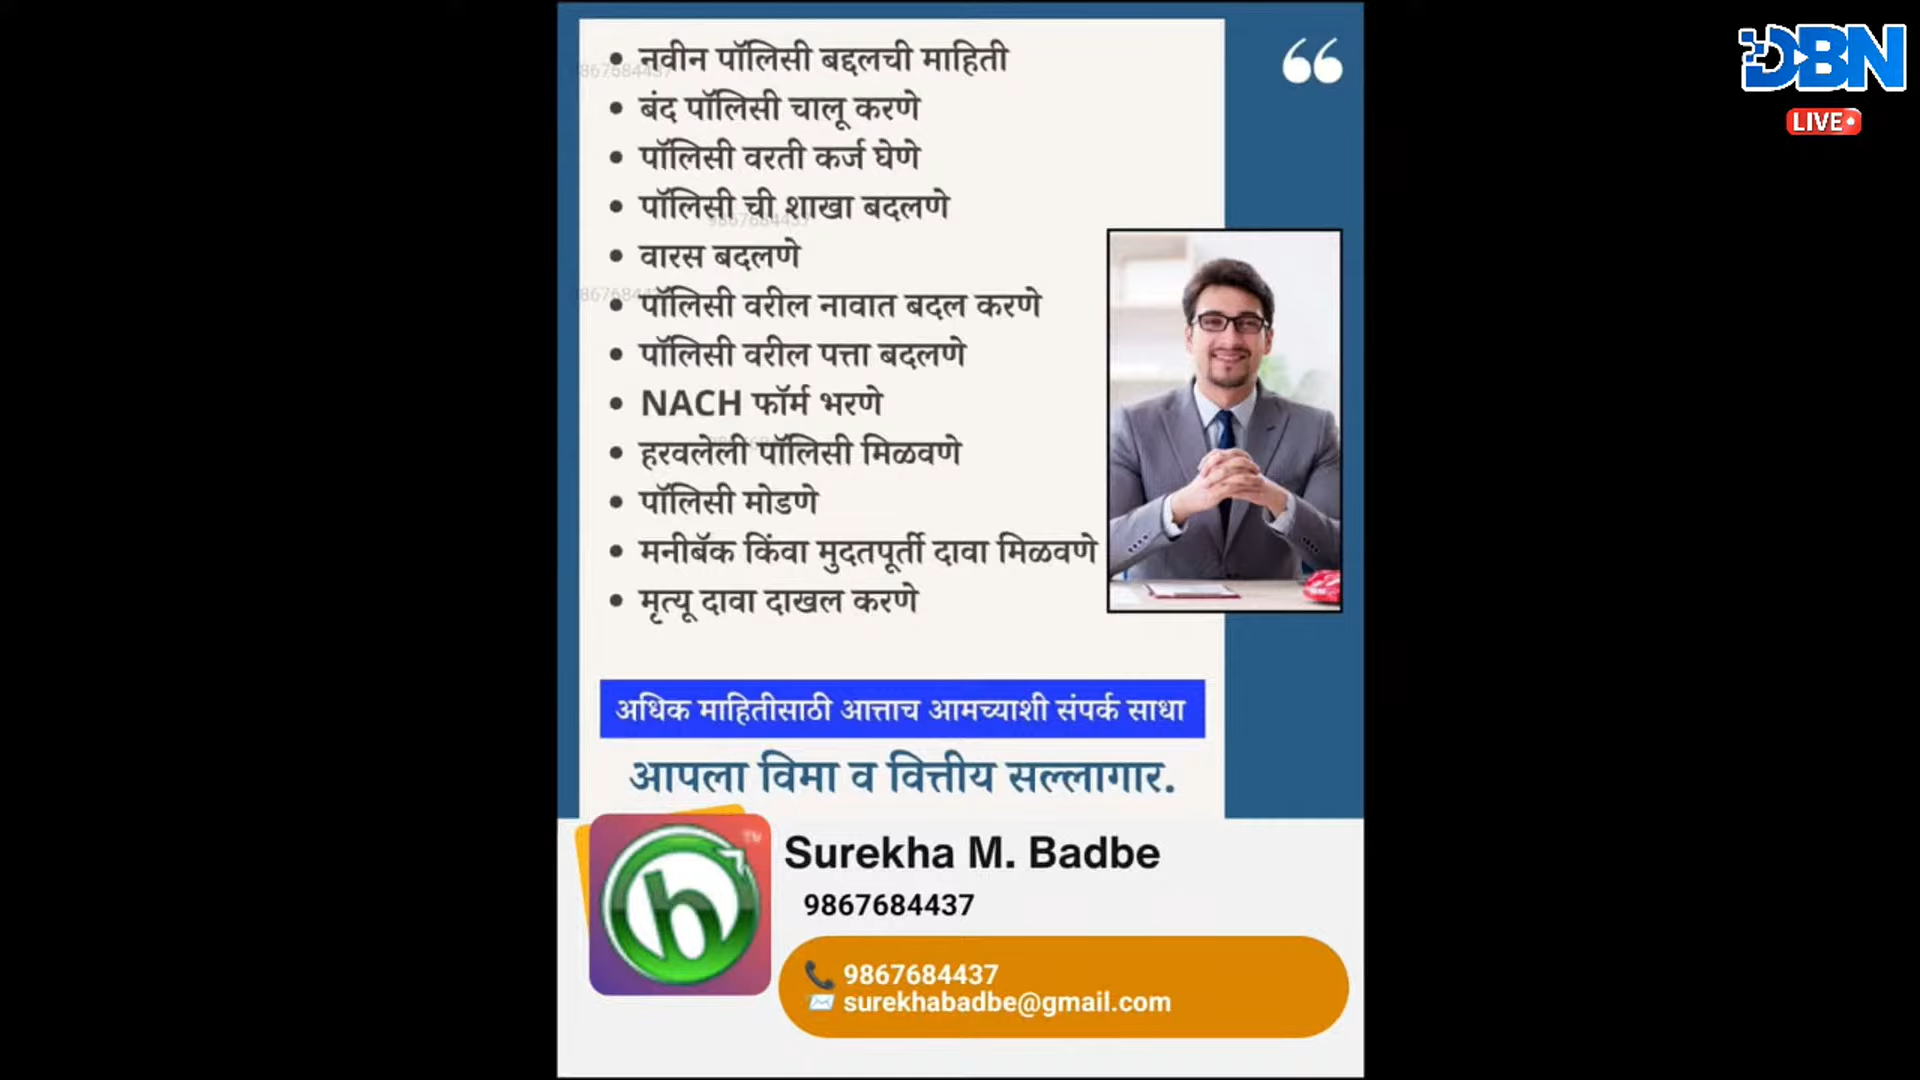 नवीन पॉलिसी बद्दलची माहिती
बंद पॉलिसी चालू करणे
पॉलिसी वरती कर्ज घेणे
पॉलिसी ची शाखा बदलणे
वारस बदलणे
पॉलिसी वरील नावात बदल करणे
पॉलिसी वरील पत्ता बदलणे
NACH फॉर्म भरणे
हरवलेली पॉलिसी मिळवणे
पॉलिसी मोडणे
मनीबॅक किंवा मुदतपूर्ती दावा मिळवणे
मृत्यू दावा दाखल करणे
अधिक माहितीसाठी आत्ताच आमच्याशी संपर्क साधा
आपला विमा व वित्तीय सल्लागार.
Surekha M. Badbe
9867684437
9867684437
surekhabadbe@gmail.com
DBN
LIVE
TM